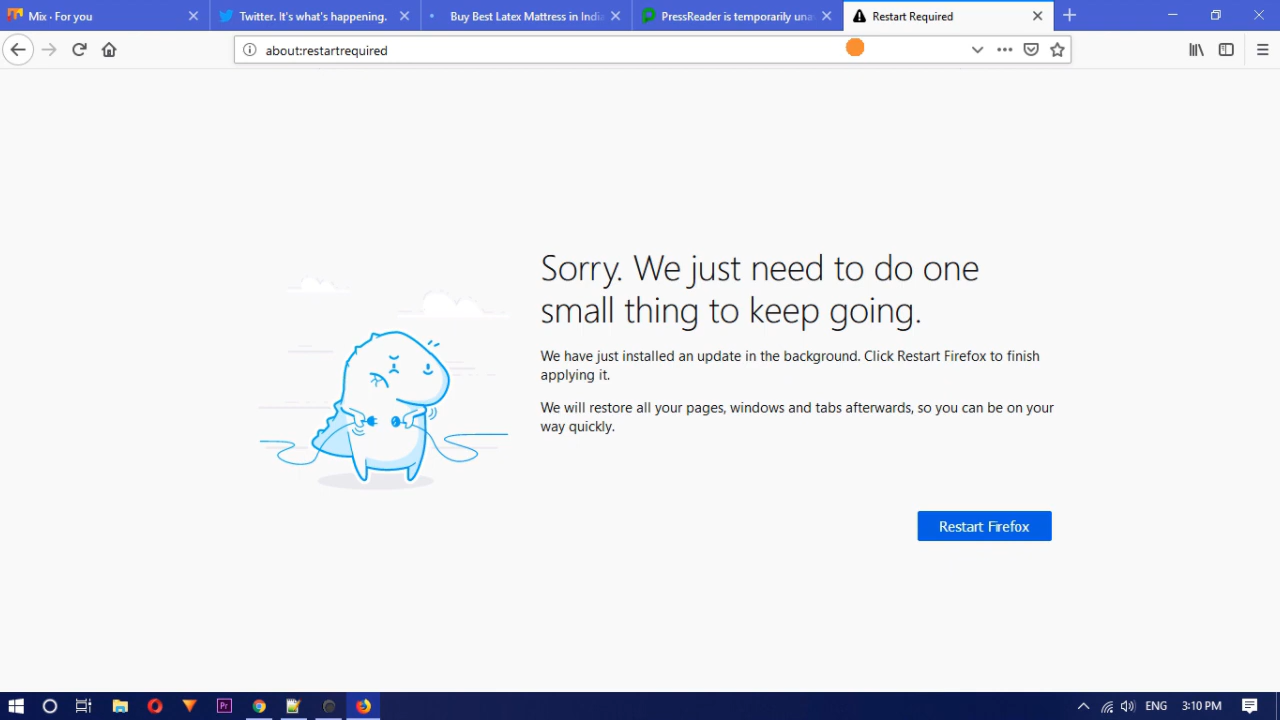 Mix · For you
Twitter. It's what's happening.
Buy Best Latex Mattress in India
PressReader is temporarily una
Restart Required
about:restartrequired
Sorry. We just need to do one
small thing to keep going.
We have just installed an update in the background. Click Restart Firefox to finish
applying it.
We will restore all your pages, windows and tabs afterwards, so you can be on your
way quickly.
Restart Firefox
Pr
ENG
3:10 PM